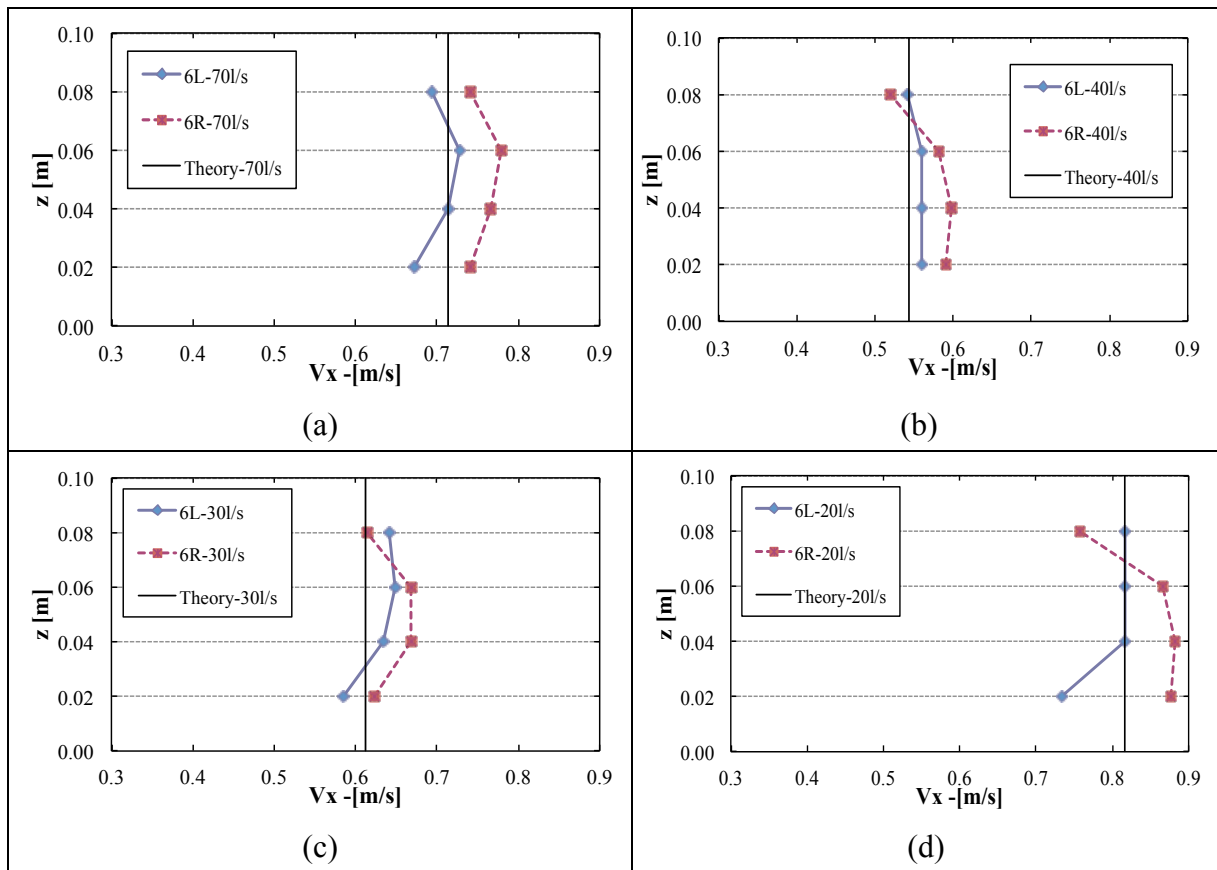 0.10
0.08
0.06
0.04
0.02
0.00
z [m]
6L-70l/s
6R-70l/s
Theory-70l/s
0.3 0.4 0.5 0.6 0.7 0.8 0.9
Vx -[m/s]
(a)
0.10
0.08
0.06
0.04
0.02
0.00
z [m]
6L-40l/s
6R-40l/s
Theory-40l/s
0.3 0.4 0.5 0.6 0.7 0.8 0.9
Vx -[m/s]
(b)
0.10
0.08
0.06
0.04
0.02
0.00
z [m]
6L-30l/s
6R-30l/s
Theory-30l/s
0.3 0.4 0.5 0.6 0.7 0.8 0.9
Vx -[m/s]
(c)
0.10
0.08
0.06
0.04
0.02
0.00
z [m]
6L-20l/s
6R-20l/s
Theory-20l/s
0.3 0.4 0.5 0.6 0.7 0.8 0.9
Vx -[m/s]
(d)